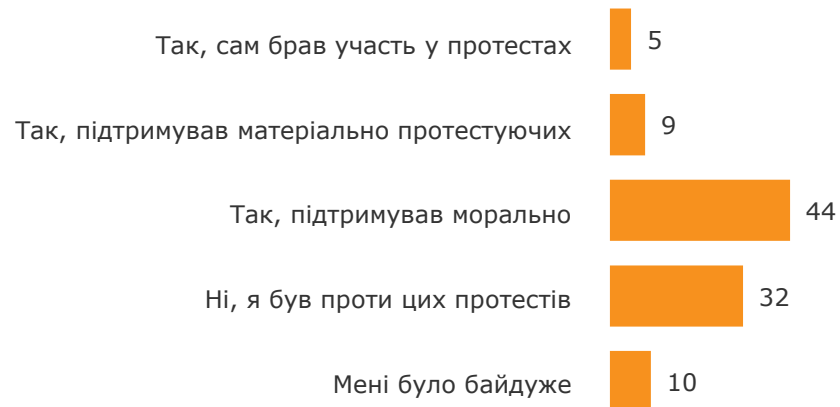 Так, сам брав участь у протестах 5
Так, підтримував матеріально протестуючих 9
Так, підтримував морально 44
Ні, я був проти цих протестів 32
Мені було байдуже 10